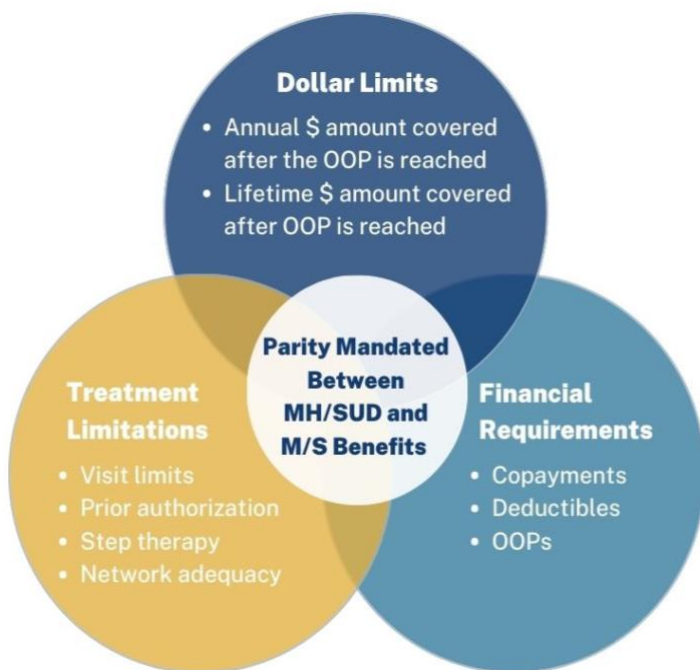 Dollar Limits
• Annual $ amount covered
after the OOP is reached
• Lifetime $ amount covered
after OOP is reached
Parity Mandated
Between
MH/SUD and
M/S Benefits
Treatment
Limitations
• Visit limits
• Prior authorization
• Step therapy
• Network adequacy
Financial
Requirements
• Copayments
• Deductibles
• OOPs